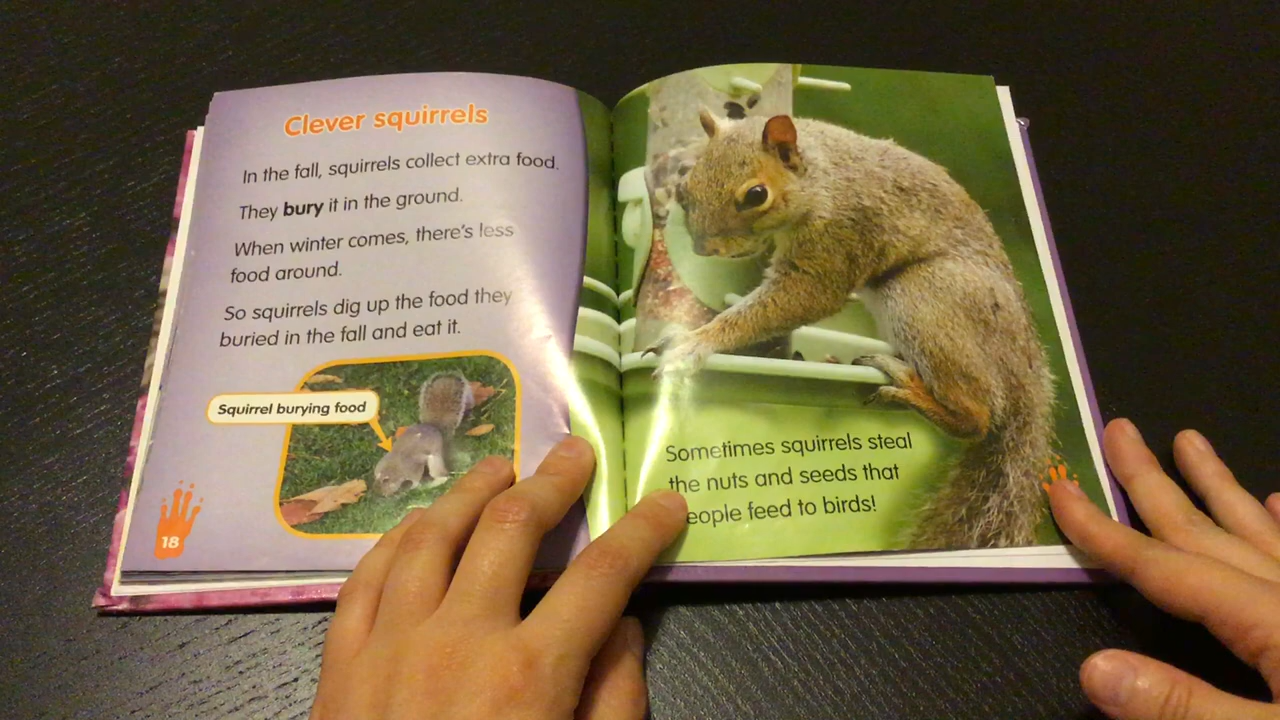 Clever squirrels
In the fall, squirrels collect extra food.
They bury it in the ground.
When winter comes, there's less
food around.
So squirrels dig up the food they
buried in the fall and eat it.
Squirrel burying food
18
Sometimes squirrels steal
the nuts and seeds that
eople feed to birds!